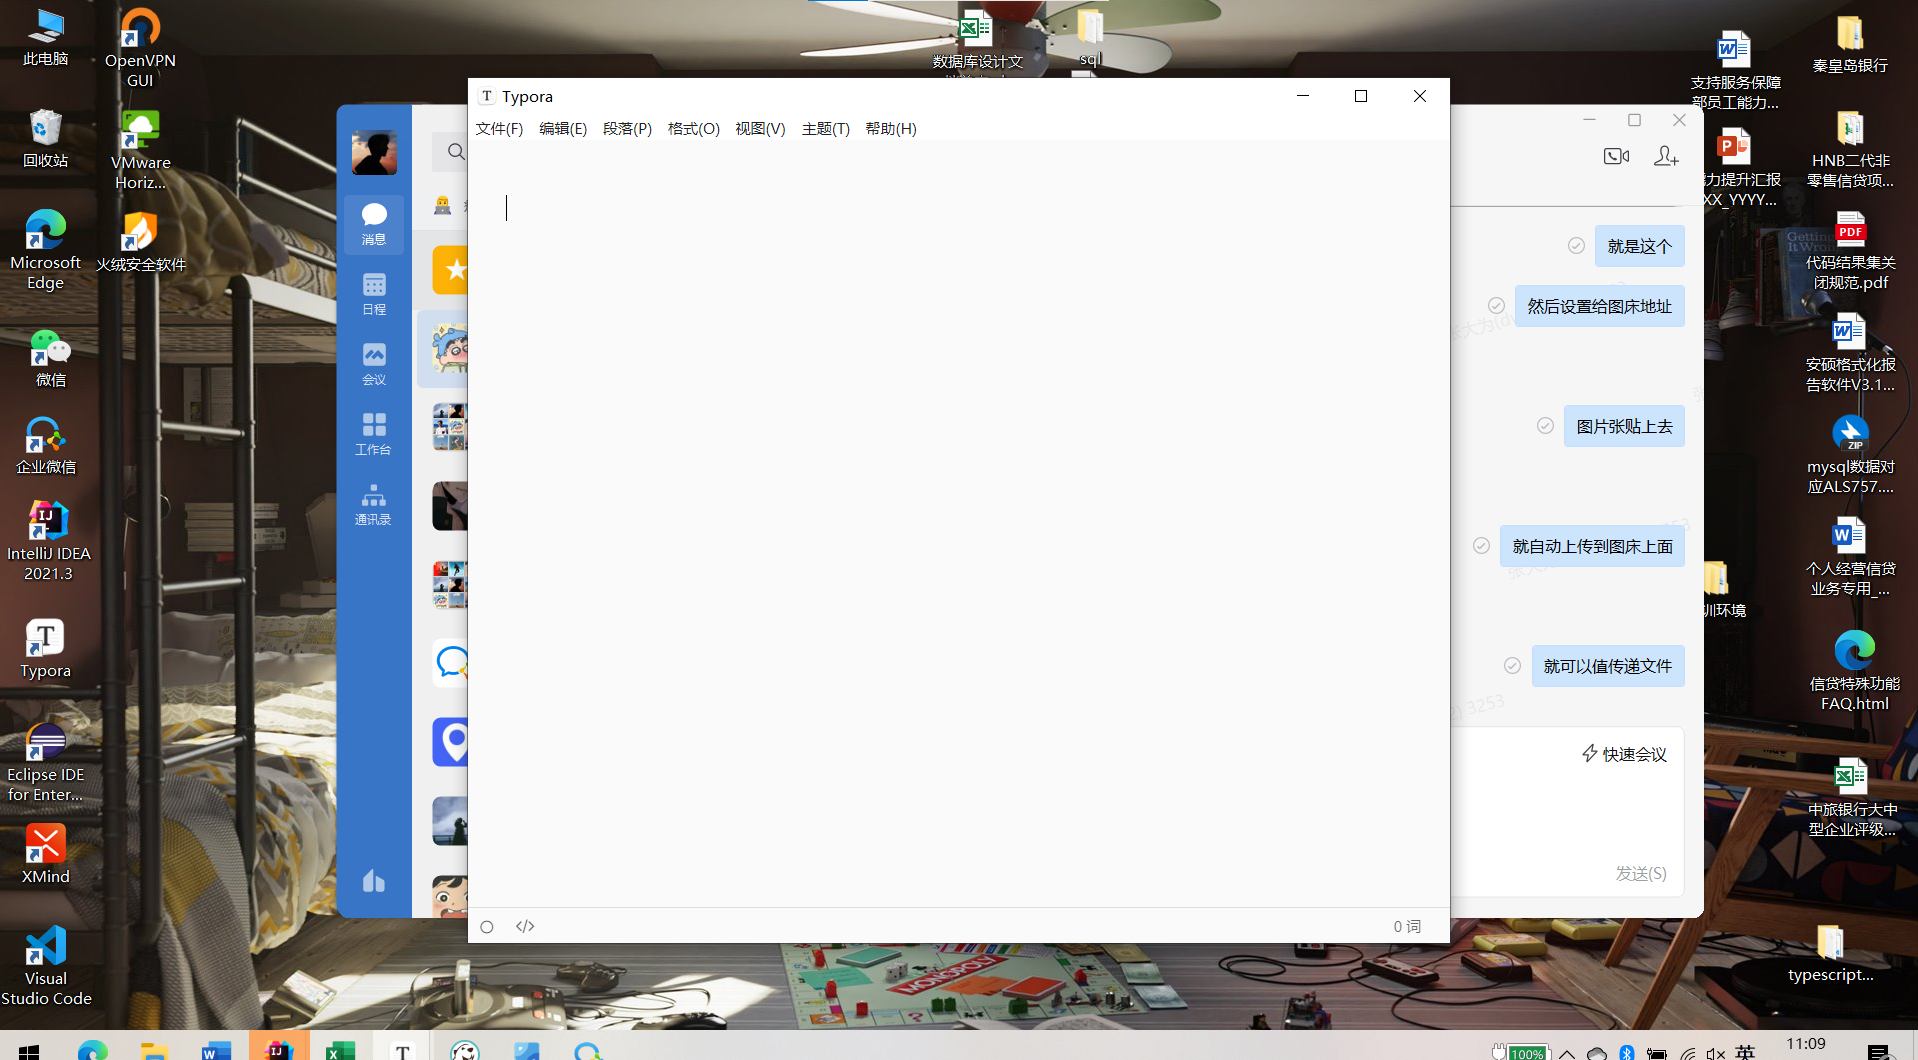 此电脑
OpenVPN
GUI
回收站
VMware
Horiz...
Microsoft
Edge
火绒安全软件
微信
企业微信
IntelliJ IDEA
2021.3
Typora
Eclipse IDE
for Enter...
XMind
Visual
Studio Code
数据库设计文
sql
消息
日程
会议
工作台
通讯录
Typora
文件(F) 编辑(E) 段落(P) 格式(O) 视图(V) 主题(T) 帮助(H)
0 词
就是这个
然后设置给图床地址
图片张贴上去
就自动上传到图床上面
就可以值传递文件
3253
快速会议
发送(S)
支持服务保障
部员工能力...
力提升汇报
XX_YYYY...
训环境
秦皇岛银行
HNB二代非
零售信贷项...
PDF
代码结果集关
闭规范.pdf
安硕格式化报
告软件V3.1...
ZIP
mysql数据对
应ALS757....
个人经营信贷
业务专用_...
信贷特殊功能
FAQ.html
中旅银行大中
型企业评级...
typescript...
MONOPOLY
100%
英
11:09